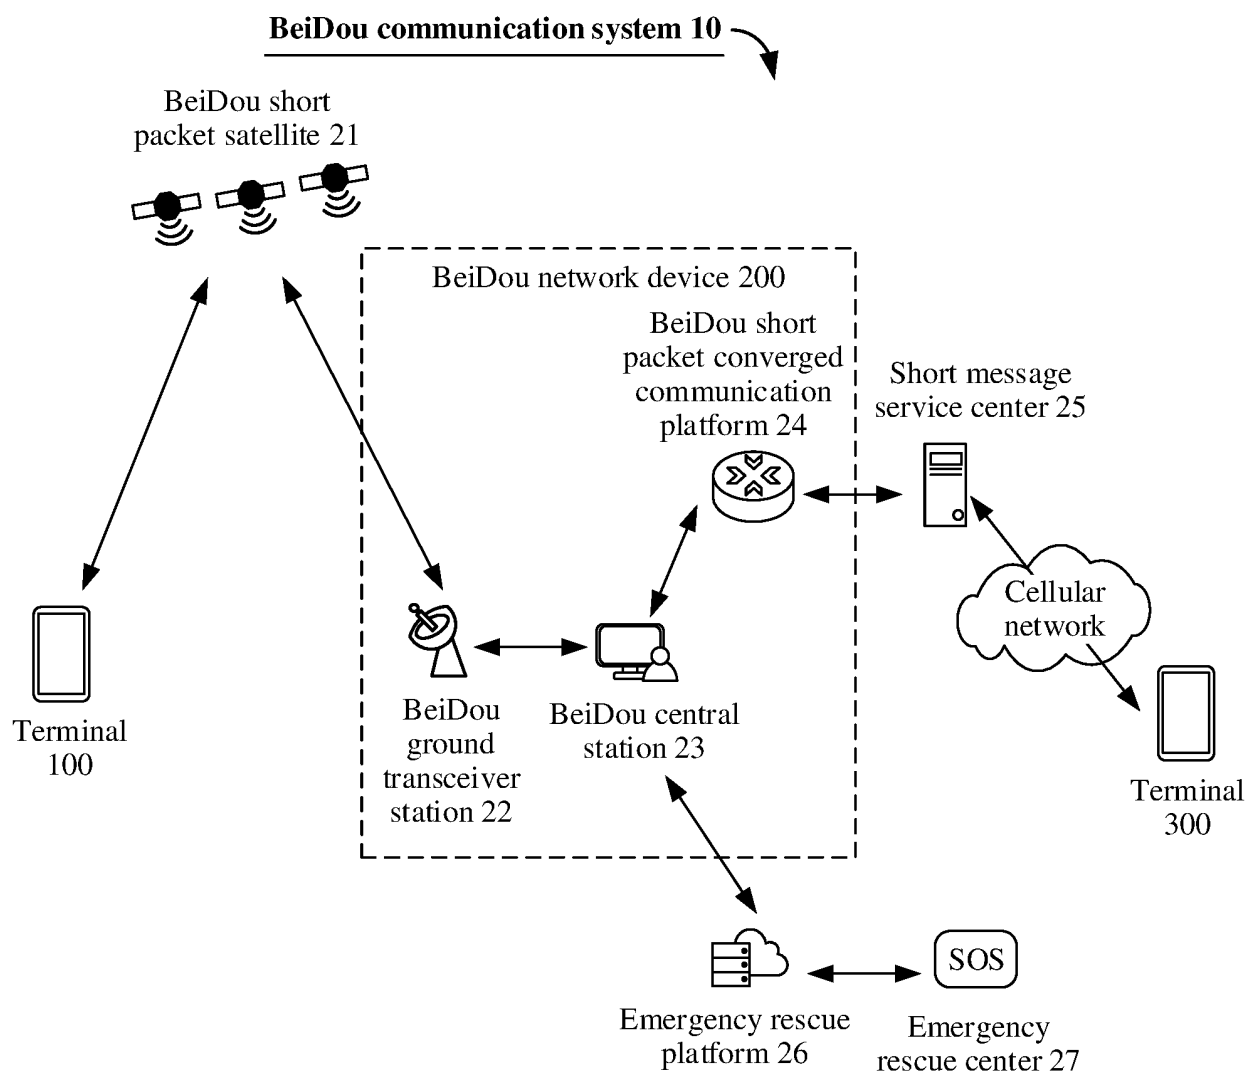 BeiDou communication system 10
BeiDou short
packet satellite 21
BeiDou network device 200
BeiDou short
packet converged
communication
platform 24
Short message
service center 25
Cellular
network
Terminal
100
BeiDou
ground
transceiver
station 22
BeiDou central
station 23
Terminal
300
SOS
Emergency rescue
platform 26
Emergency
rescue center 27